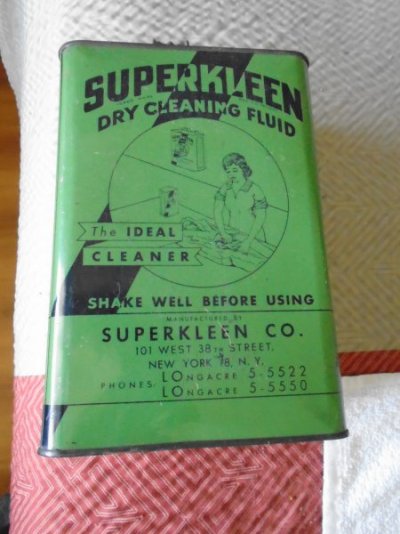 SUPERKLEEN
DRY CLEANING FLUID
The IDEAL
CLEANER
SHAKE WELL BEFORE USING
MANUFACTURED BY
SUPERKLEEN CO.
101 WEST 38TH STREET,
NEW YORK 18, N. Y.
PHONES: LONGACRE 5-5522
LONGACRE 5-5550